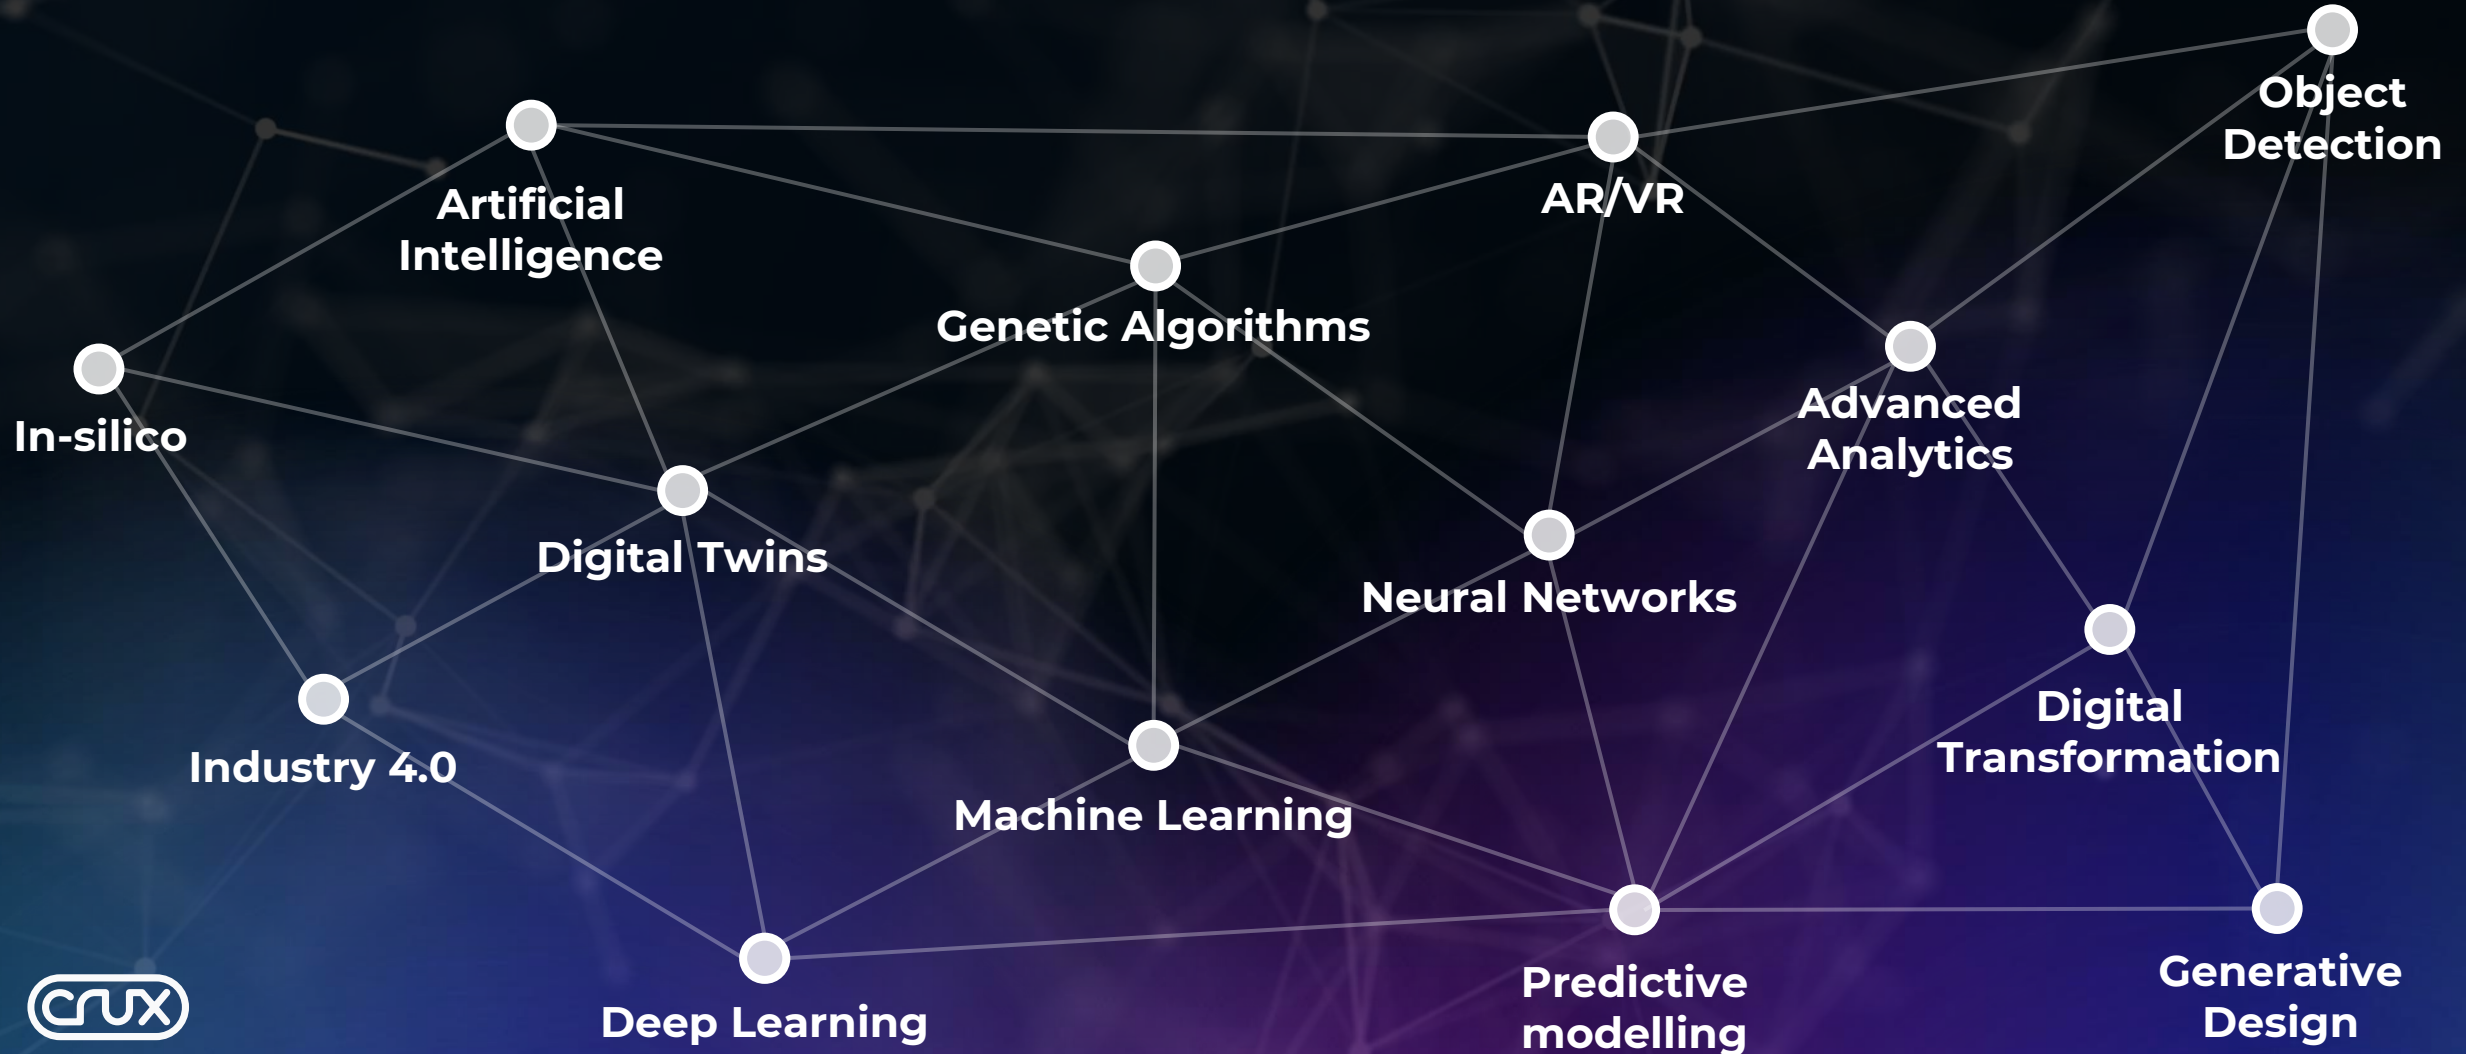 Object
Detection
Artificial
Intelligence
AR/VR
Genetic Algorithms
Advanced
Analytics
In-silico
Digital Twins
Neural Networks
Digital
Transformation
Industry 4.0
Machine Learning
Predictive
modelling
Generative
Design
Deep Learning
crux